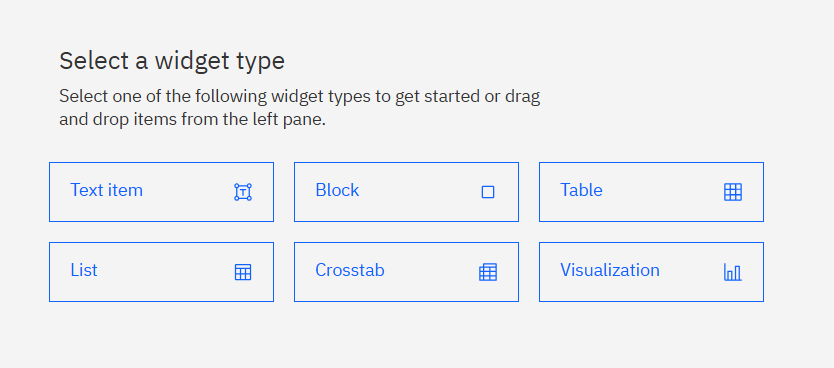 Select a widget type
Select one of the following widget types to get started or drag
and drop items from the left pane.
Text item
Block
Table
List
Crosstab
Visualization